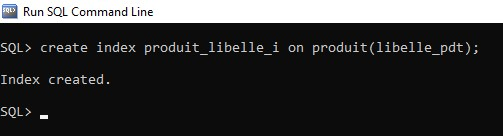 Run SQL Command Line
SQL> create index produit_libelle_i on produit(libelle_pdt);
Index created.
SQL>